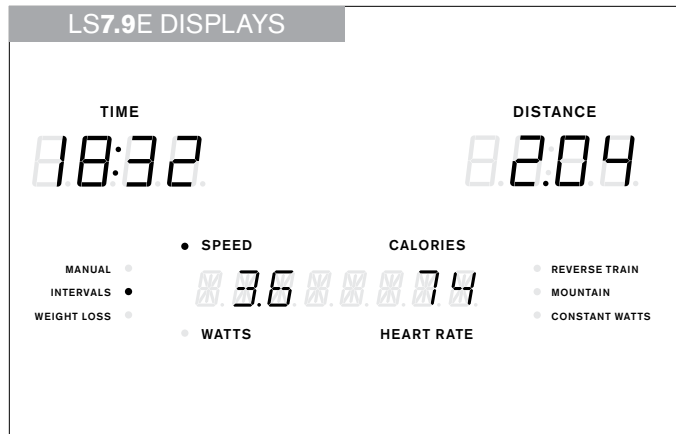 LS7.9E DISPLAYS
TIME
DISTANCE
18:32
2.04
SPEED
CALORIES
MANUAL
INTERVALS
WEIGHT LOSS
3.6
74
REVERSE TRAIN
MOUNTAIN
CONSTANT WATTS
WATTS
HEART RATE